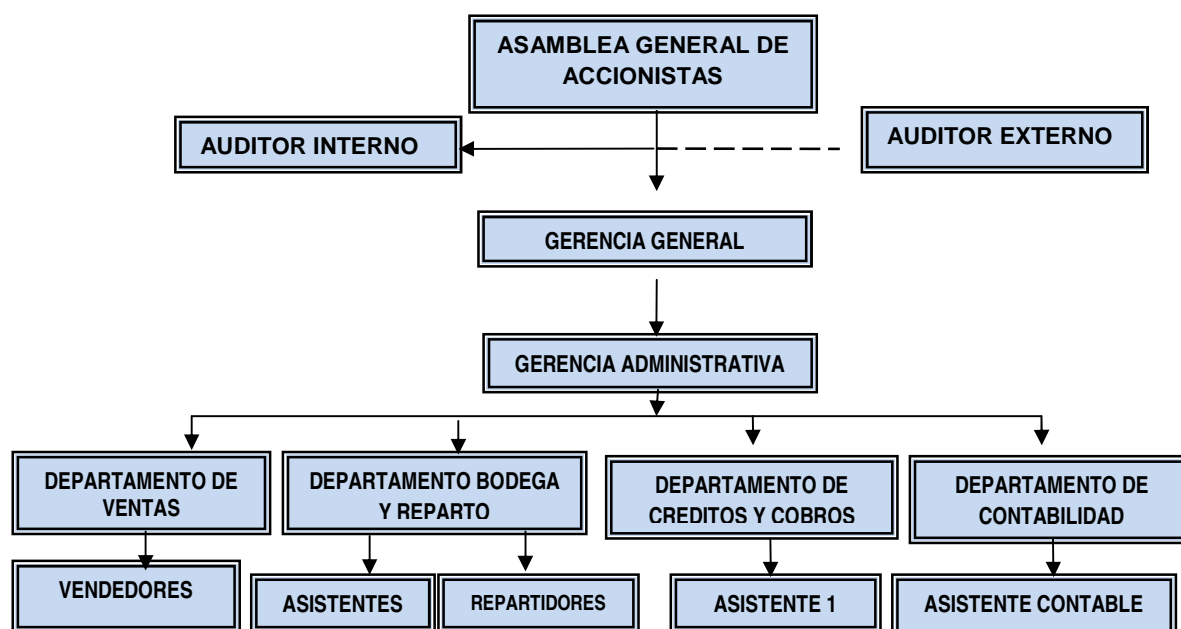 ASAMBLEA GENERAL DE
ACCIONISTAS
AUDITOR INTERNO
AUDITOR EXTERNO
GERENCIA GENERAL
GERENCIA ADMINISTRATIVA
DEPARTAMENTO DE
VENTAS
DEPARTAMENTO BODEGA
Y REPARTO
DEPARTAMENTO DE
CREDITOS Y COBROS
DEPARTAMENTO DE
CONTABILIDAD
VENDEDORES
ASISTENTES
REPARTIDORES
ASISTENTE 1
ASISTENTE CONTABLE